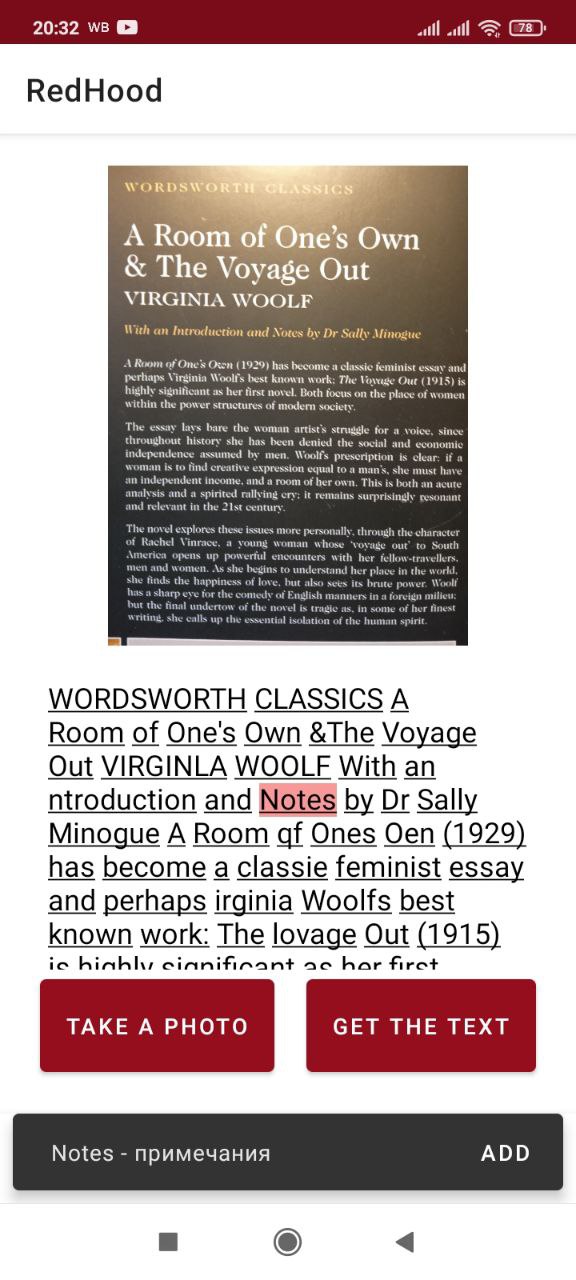 20:32 WB 78
RedHood
WORDSWORTH CLASSICS
A Room of One's Own
& The Voyage Out
VIRGINIA WOOLF
With an Introduction and Notes by Dr Sally Minogue
A Room of One's Own (1929) has become a classic feminist essay and
perhaps Virginia Woolf's best known work; The Voyage Out (1915) is
highly significant as her first novel. Both focus on the place of women
within the power structures of modern society.
The essay lays bare the woman artist's struggle for a voice, since
throughout history she has been denied the social and economic
independence assumed by men. Woolf's prescription is clear: if a
woman is to find creative expression equal to a man's, she must have
an independent income, and a room of her own. This is both an acute
analysis and a spirited rallying cry; it remains surprisingly resonant
and relevant in the 21st century.
The novel explores these issues more personally, through the character
of Rachel Vinrace, a young woman whose 'voyage out' to South
America opens up powerful encounters with her fellow-travellers,
men and women. As she begins to understand her place in the world,
she finds the happiness of love, but also sees its brute power. Woolf
has a sharp eye for the comedy of English manners in a foreign milieu;
but the final undertow of the novel is tragic as, in some of her finest
writing, she calls up the essential isolation of the human spirit.
WORDSWORTH CLASSICS A
Room of One's Own &The Voyage
Out VIRGINLA WOOLF With an
ntroduction and Notes by Dr Sally
Minogue A Room qf Ones Oen (1929)
has become a classie feminist essay
and perhaps irginia Woolfs best
known work: The lovage Out (1915)
is highly significant as her first
TAKE A PHOTO GET THE TEXT
Notes - примечания ADD